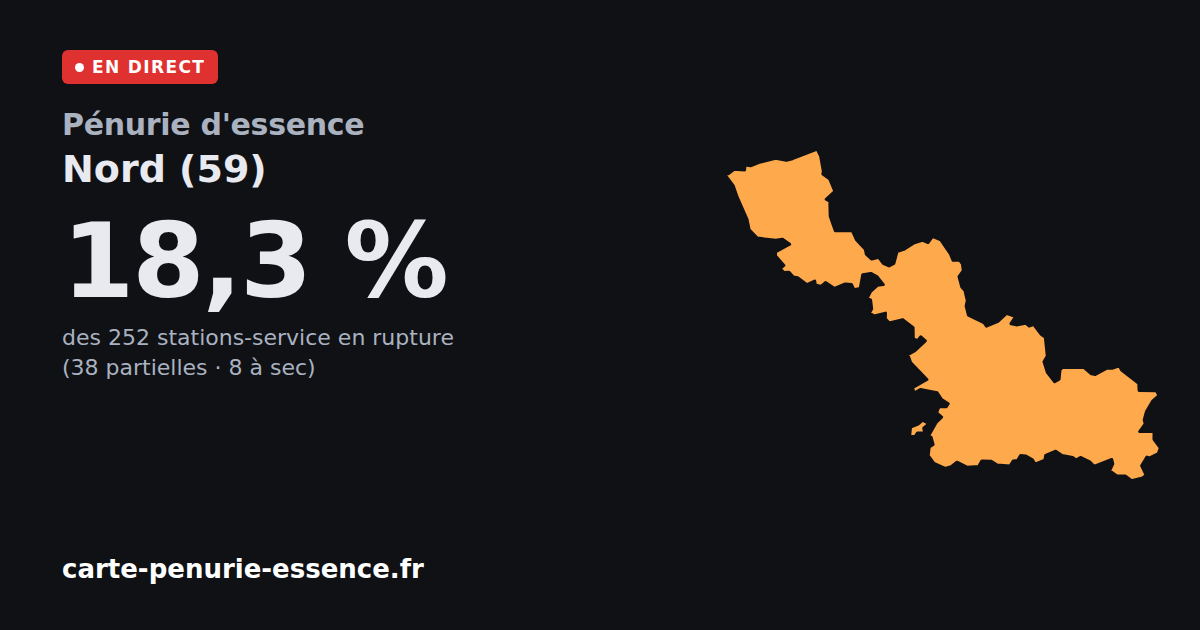 EN DIRECT
Pénurie d'essence
Nord (59)
18,3 %
des 252 stations-service en rupture
(38 partielles · 8 à sec)
carte-penurie-essence.fr